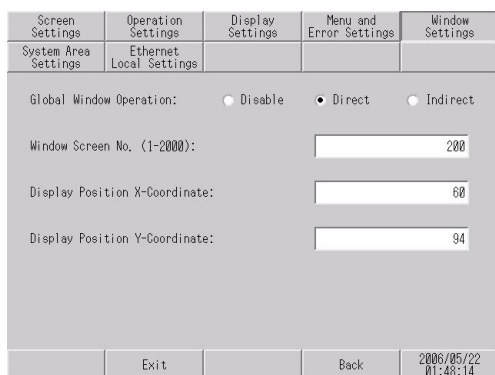 Screen Settings
Operation Settings
Display Settings
Menu and Error Settings
Window Settings
System Area Settings
Ethernet Local Settings
Global Window Operation: Disable Direct Indirect
Window Screen No. (1-2000): 200
Display Position X-Coordinate: 60
Display Position Y-Coordinate: 94
Exit Back 2006/05/22
01:48:14